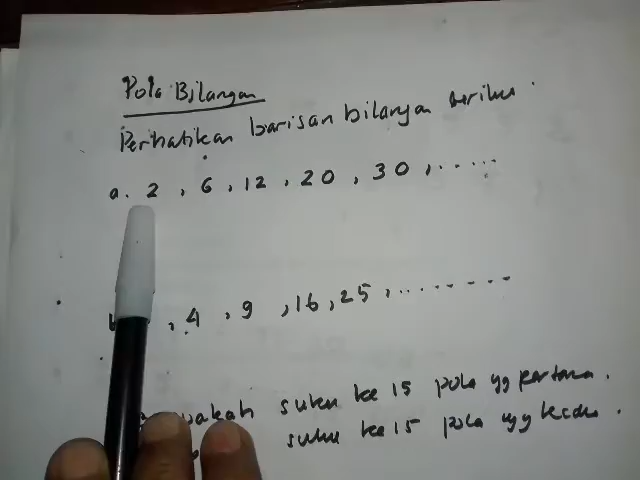 Pola Bilangan
Perhatikan barisan bilangan berikut.
a. 2, 6, 12, 20, 30, .....
, 4, 9, 16, 25, ........
suku ke 15 pola yg pertama.
suku ke 15 pola yg kedua.